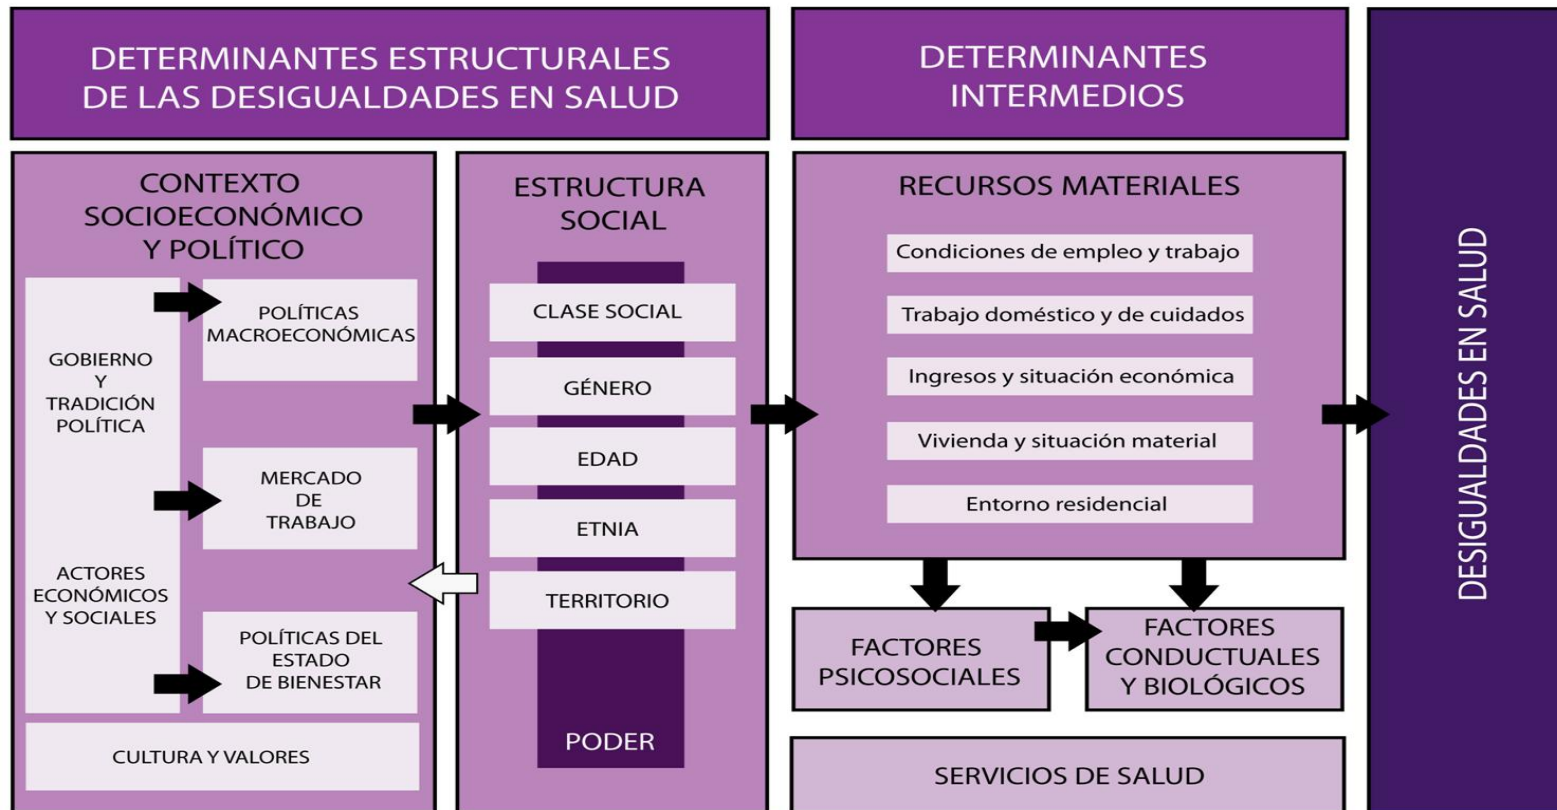 DETERMINANTES ESTRUCTURALES
DE LAS DESIGUALDADES EN SALUD
DETERMINANTES
INTERMEDIOS
CONTEXTO
SOCIOECONÓMICO
Y POLÍTICO
GOBIERNO
Y
TRADICIÓN
POLÍTICA
ACTORES
ECONÓMICOS
Y SOCIALES
POLÍTICAS
MACROECONÓMICAS
MERCADO
DE
TRABAJO
POLÍTICAS DEL
ESTADO
DE BIENESTAR
CULTURA Y VALORES
ESTRUCTURA
SOCIAL
CLASE SOCIAL
GÉNERO
EDAD
ETNIA
TERRITORIO
PODER
RECURSOS MATERIALES
Condiciones de empleo y trabajo
Trabajo doméstico y de cuidados
Ingresos y situación económica
Vivienda y situación material
Entorno residencial
FACTORES
PSICOSOCIALES
FACTORES
CONDUCTUALES
Y BIOLÓGICOS
SERVICIOS DE SALUD
DESIGUALDADES EN SALUD